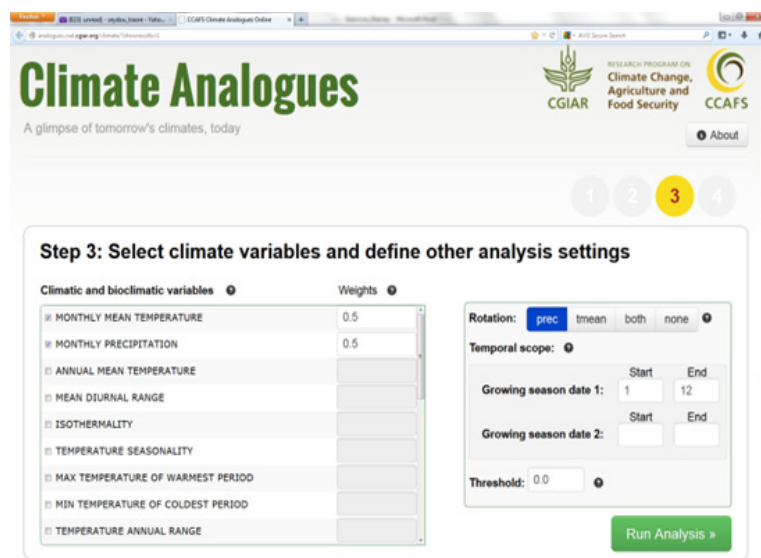 Climate Analogues
A glimpse of tomorrow's climates, today
CGIAR
RESEARCH PROGRAM ON
Climate Change,
Agriculture and
Food Security
CCAFS
About
1 2 3 4
Step 3: Select climate variables and define other analysis settings
Climatic and bioclimatic variables Weights
MONTHLY MEAN TEMPERATURE 0.5
MONTHLY PRECIPITATION 0.5
ANNUAL MEAN TEMPERATURE
MEAN DIURNAL RANGE
ISOTHERMALITY
TEMPERATURE SEASONALITY
MAX TEMPERATURE OF WARMEST PERIOD
MIN TEMPERATURE OF COLDEST PERIOD
TEMPERATURE ANNUAL RANGE
Rotation: prec tmean both none
Temporal scope:
Start End
Growing season date 1: 1 12
Start End
Growing season date 2:
Threshold: 0.0
Run Analysis »